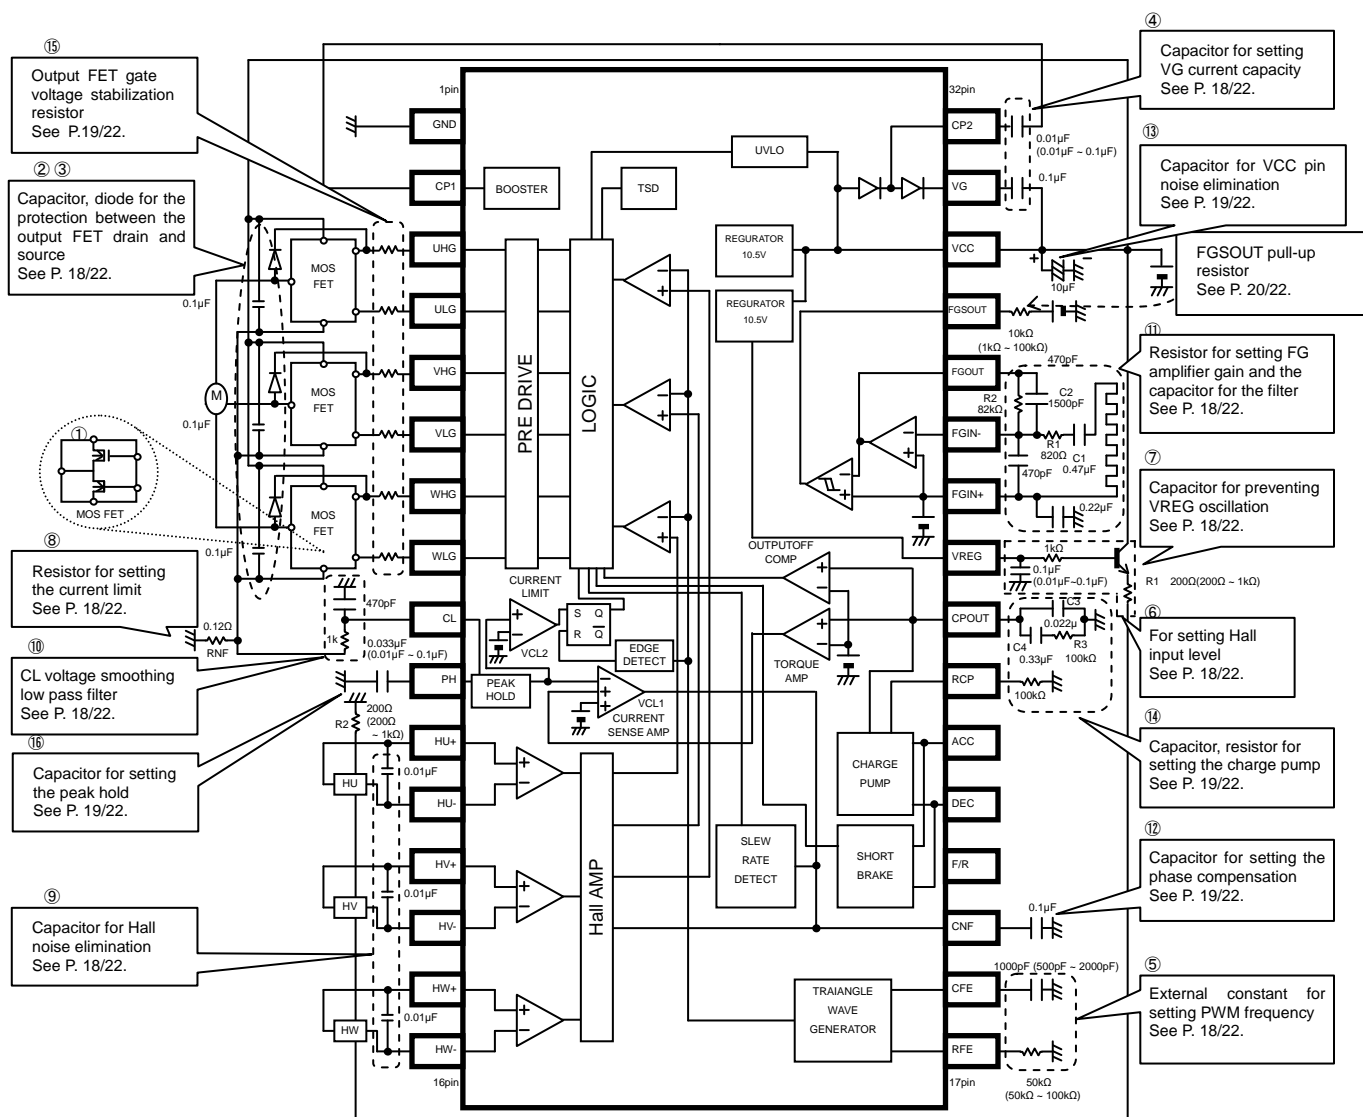 ⑮
Output FET gate
voltage stabilization
resistor
See P.19/22.
② ③
Capacitor, diode for the
protection between the
output FET drain and
source
See P. 18/22.
①
MOS FET
⑧
Resistor for setting
the current limit
See P. 18/22.
⑩
CL voltage smoothing
low pass filter
See P. 18/22.
⑯
Capacitor for setting
the peak hold
See P. 19/22.
⑨
Capacitor for Hall
noise elimination
See P. 18/22.
M
0.1µF
0.1µF
0.1µF
MOS
FET
MOS
FET
MOS
FET
0.12Ω
RNF
470pF
1k
0.033µF
(0.01µF ~ 0.1µF)
200Ω
(200Ω
~ 1kΩ)
R2
0.01µF
HU
0.01µF
HV
0.01µF
HW
1pin
GND
CP1
UHG
ULG
VHG
VLG
WHG
WLG
CL
PH
HU+
HU-
HV+
HV-
HW+
HW-
16pin
BOOSTER
TSD
UVLO
REGURATOR
10.5V
REGURATOR
10.5V
PRE DRIVE
LOGIC
CURRENT
LIMIT
VCL2
S Q
R Q
EDGE
DETECT
PEAK
HOLD
VCL1
CURRENT
SENSE AMP
OUTPUTOFF
COMP
TORQUE
AMP
Hall AMP
CHARGE
PUMP
SLEW
RATE
DETECT
SHORT
BRAKE
TRAIANGLE
WAVE
GENERATOR
32pin
CP2
VG
VCC
FGSOUT
FGOUT
FGIN-
FGIN+
VREG
CPOUT
RCP
ACC
DEC
F/R
CNF
CFE
RFE
17pin
0.01µF
(0.01µF ~ 0.1µF)
0.1µF
+
-
10µF
10kΩ
(1kΩ ~ 100kΩ)
470pF
C2
1500pF
R2
82kΩ
R1
820Ω
C1
0.47µF
470pF
0.22µF
1kΩ
0.1µF
(0.01µF~0.1µF)
R1 200Ω(200Ω ~ 1kΩ)
C3
0.022µ
C4
0.33µF
R3
100kΩ
100kΩ
0.1µF
1000pF (500pF ~ 2000pF)
50kΩ
(50kΩ ~ 100kΩ)
④
Capacitor for setting
VG current capacity
See P. 18/22.
⑬
Capacitor for VCC pin
noise elimination
See P. 19/22.
FGSOUT pull-up
resistor
See P. 20/22.
⑪
Resistor for setting FG
amplifier gain and the
capacitor for the filter
See P. 18/22.
⑦
Capacitor for preventing
VREG oscillation
See P. 18/22.
⑥
For setting Hall
input level
See P. 18/22.
⑭
Capacitor, resistor for
setting the charge pump
See P. 19/22.
⑫
Capacitor for setting the
phase compensation
See P. 19/22.
⑤
External constant for
setting PWM frequency
See P. 18/22.